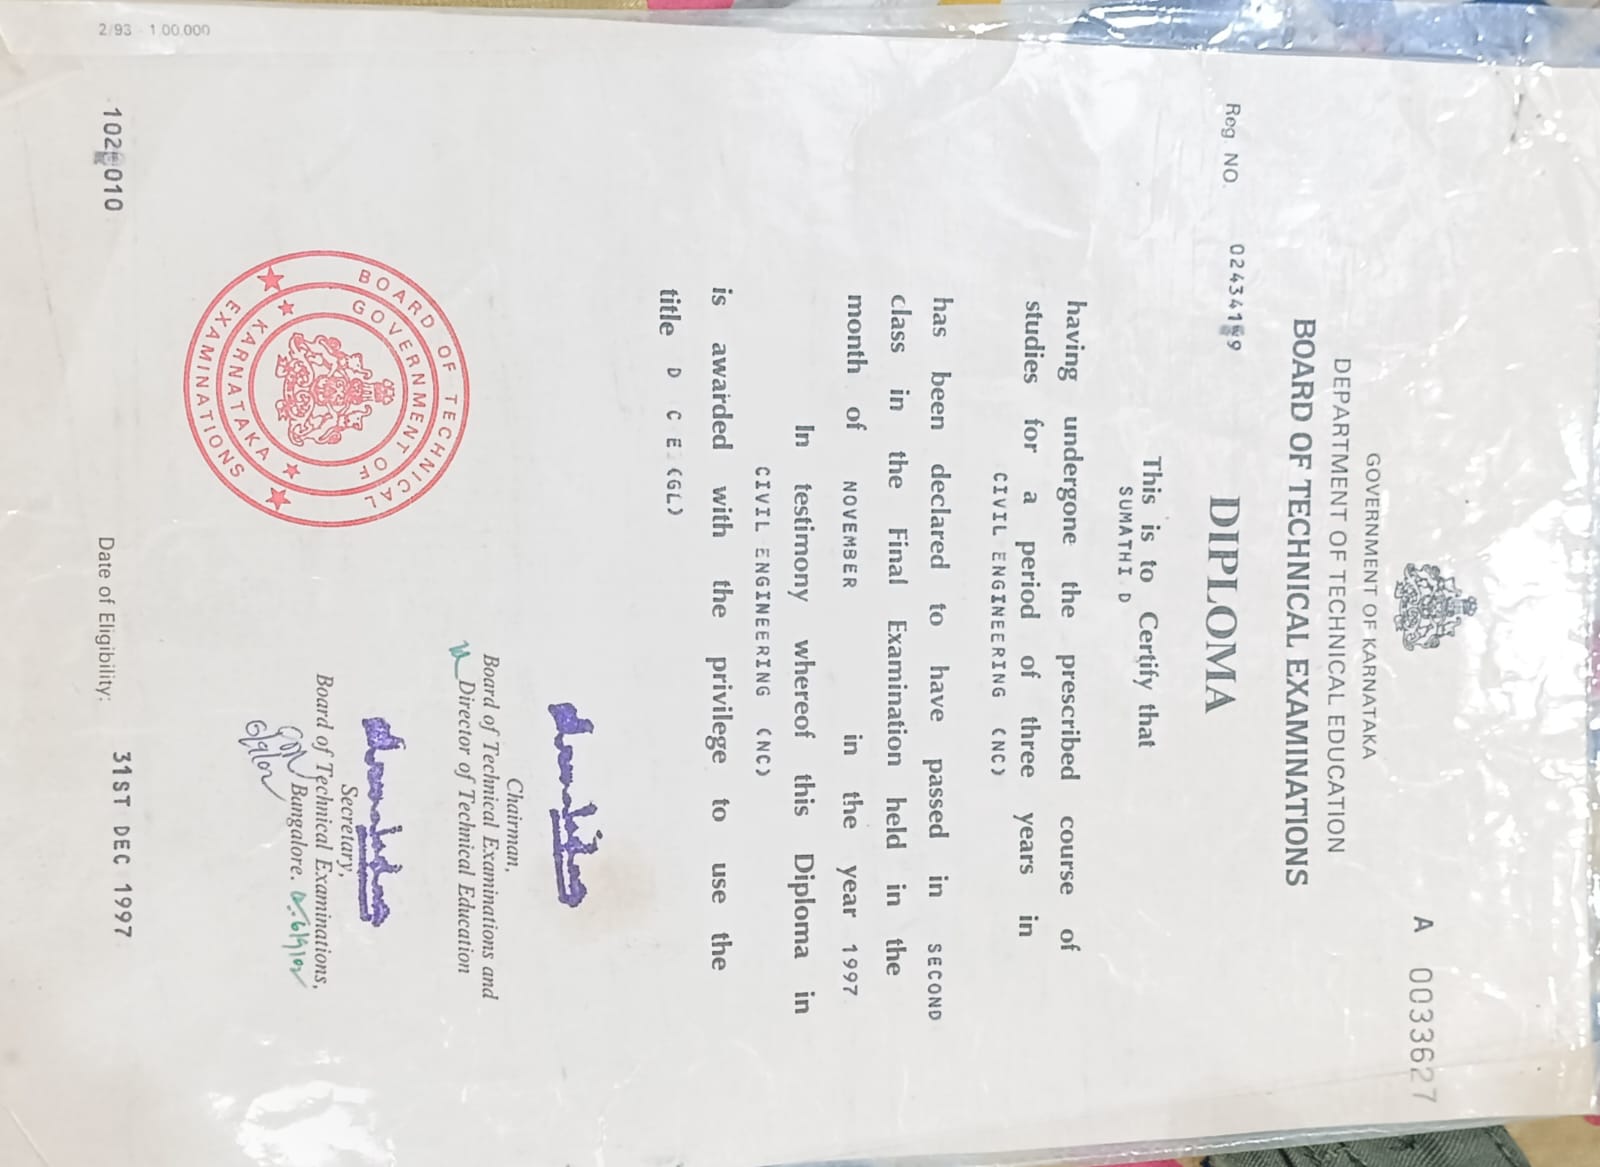 A 0033627
GOVERNMENT OF KARNATAKA
DEPARTMENT OF TECHNICAL EDUCATION
BOARD OF TECHNICAL EXAMINATIONS
Reg. NO.
DIPLOMA
This is to Certify that
SUMATHI D
having undergone the prescribed course of
studies for a period of three years in
CIVIL ENGINEERING (NC)
has been declared to have passed in SECOND
class in the Final Examination held in the
month of NOVEMBER in the year 1997
In testimony whereof this Diploma in
CIVIL ENGINEERING (NC)
is awarded with the privilege to use the
title D C E (GL)
Chairman,
Board of Technical Examinations and
Director of Technical Education
Secretary,
Board of Technical Examinations,
Bangalore.
BOARD OF TECHNICAL EXAMINATIONS
GOVERNMENT OF KARNATAKA
Date of Eligibility: 31ST DEC 1997
2/93 - 1 00,000